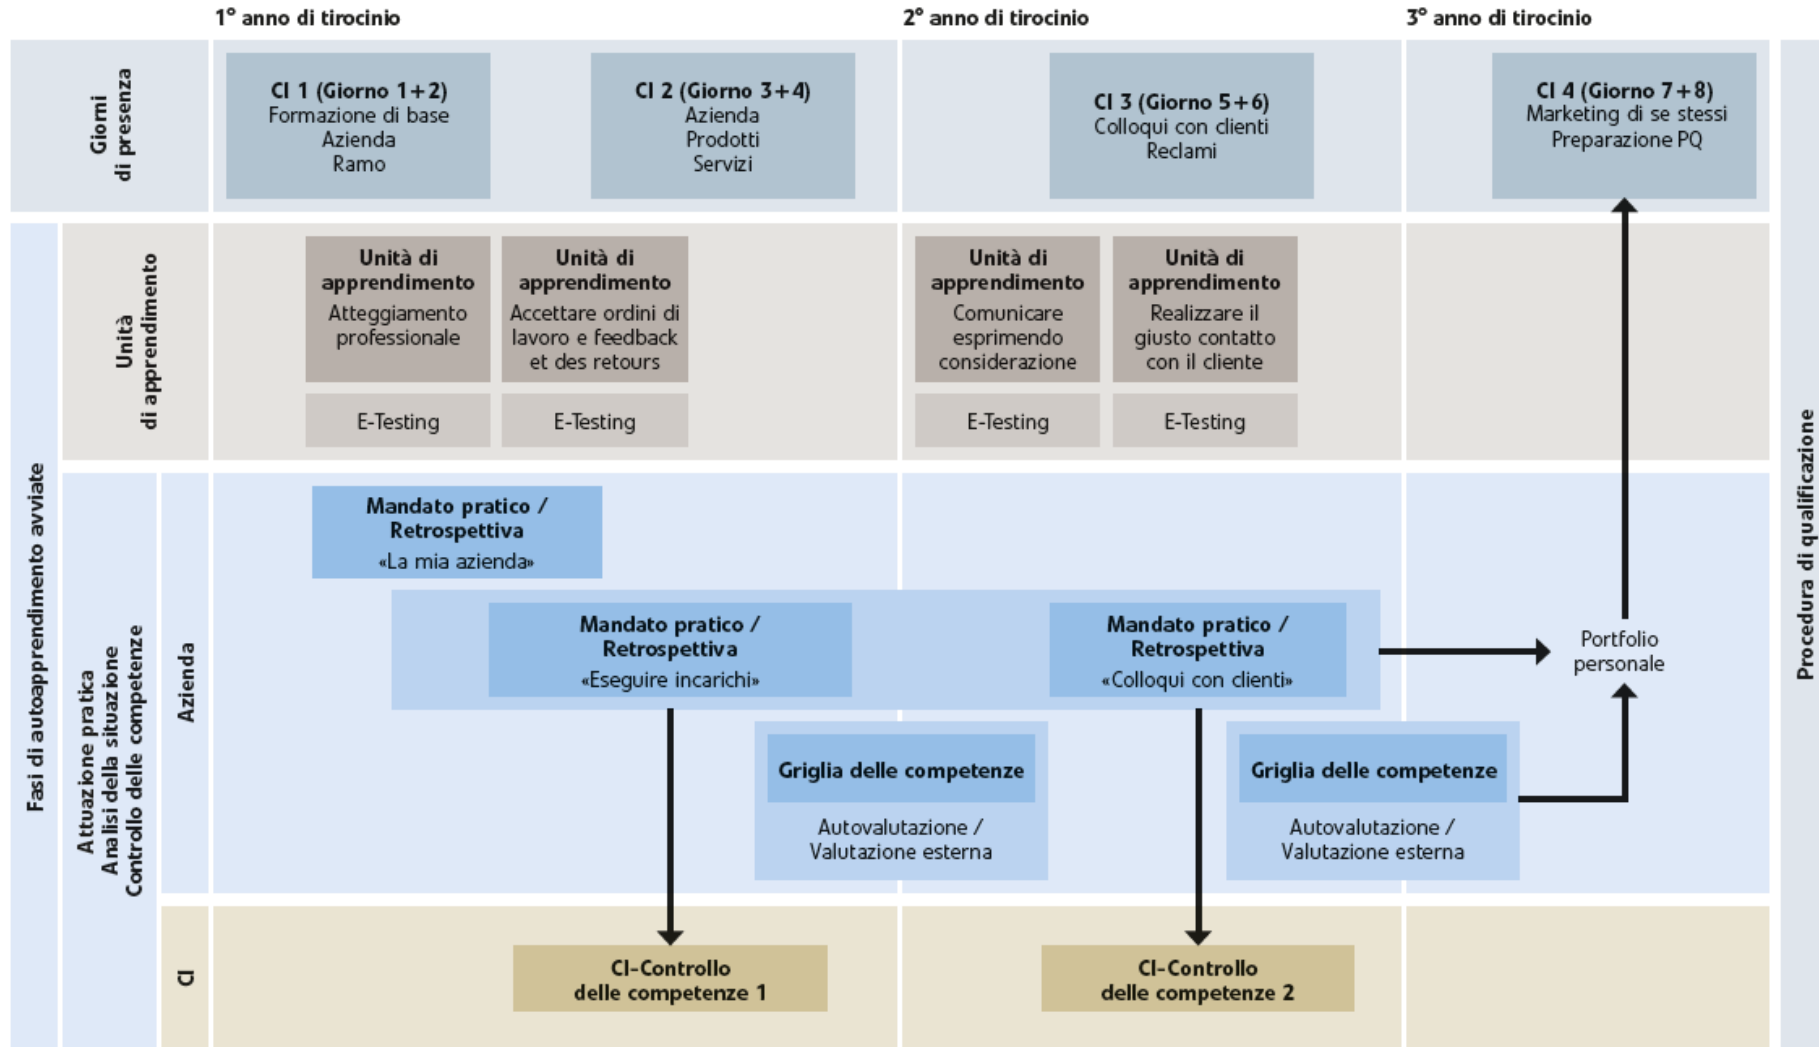 1° anno di tirocinio
2° anno di tirocinio
3° anno di tirocinio
Giorni
di presenza
CI 1 (Giorno 1+2)
Formazione di base
Azienda
Ramo
CI 2 (Giorno 3+4)
Azienda
Prodotti
Servizi
CI 3 (Giorno 5+6)
Colloqui con clienti
Reclami
CI 4 (Giorno 7+8)
Marketing di se stessi
Preparazione PQ
Fasi di autoapprendimento avviate
Unità
di apprendimento
Unità di
apprendimento
Atteggiamento
professionale
E-Testing
Unità di
apprendimento
Accettare ordini di
lavoro e feedback
et des retours
E-Testing
Unità di
apprendimento
Comunicare
esprimendo
considerazione
E-Testing
Unità di
apprendimento
Realizzare il
giusto contatto
con il cliente
E-Testing
Attuazione pratica
Analisi della situazione
Controllo delle competenze
Azienda
Mandato pratico /
Retrospettiva
«La mia azienda»
Mandato pratico /
Retrospettiva
«Eseguire incarichi»
Mandato pratico /
Retrospettiva
«Colloqui con clienti»
Portfolio
personale
Griglia delle competenze
Autovalutazione /
Valutazione esterna
Griglia delle competenze
Autovalutazione /
Valutazione esterna
CI
CI-Controllo
delle competenze 1
CI-Controllo
delle competenze 2
Procedura di qualificazione